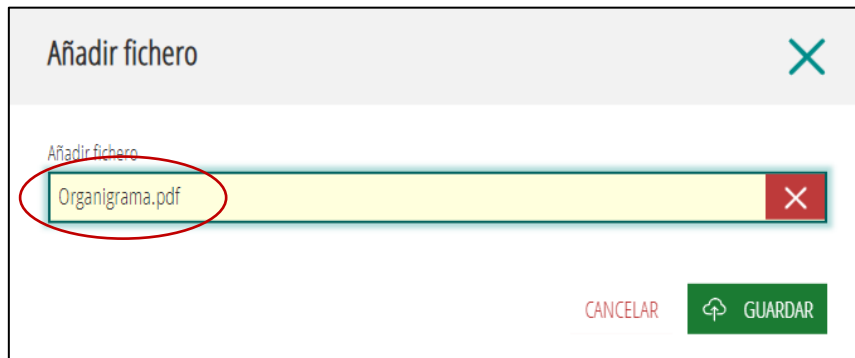 Añadir fichero
Añadir fichero
Organigrama.pdf
CANCELAR GUARDAR